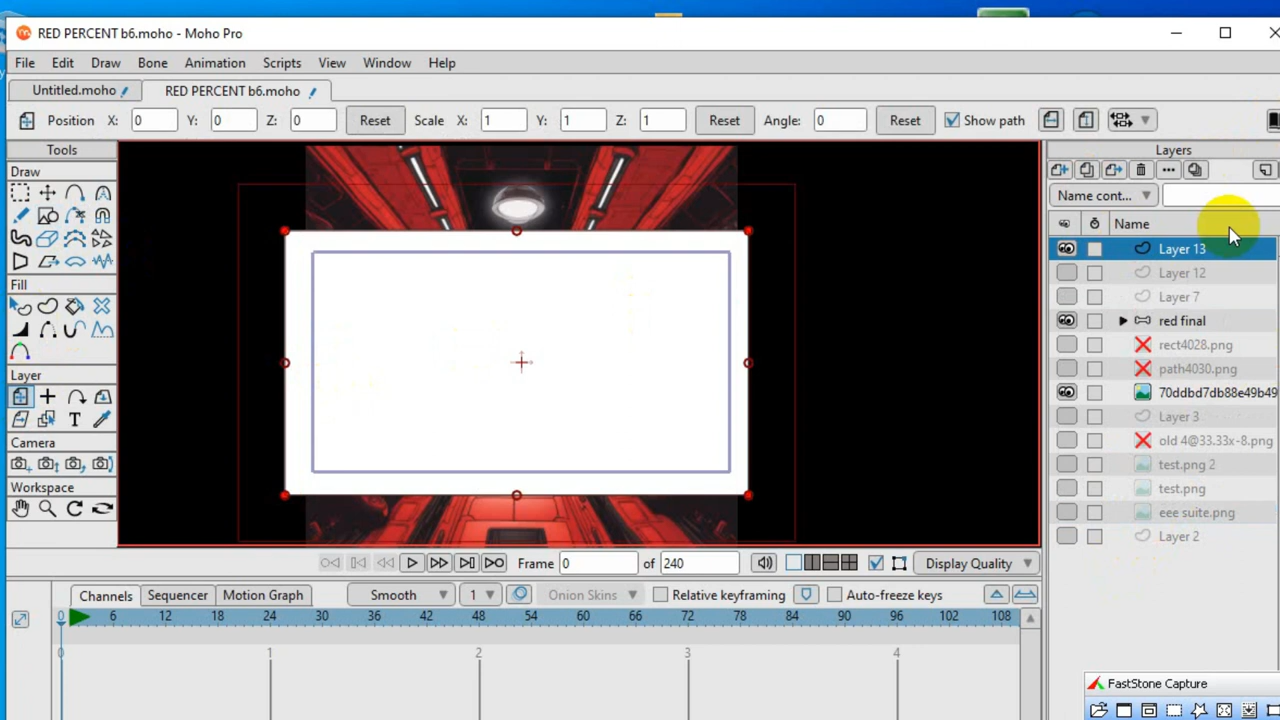 RED PERCENT b6.moho - Moho Pro
File Edit Draw Bone Animation Scripts View Window Help
Untitled.moho RED PERCENT b6.moho
Position X: 0 Y: 0 Z: 0 Reset Scale X: 1 Y: 1 Z: 1 Reset Angle: 0 Reset Show path
Tools
Draw
Fill
Layer
T
Camera
Workspace
Layers
Name cont...
Name
Layer 13
Layer 12
Layer 7
red final
rect4028.png
path4030.png
70ddbd7db88e49b49
Layer 3
old 4@33.33x-8.png
test.png 2
test.png
eee suite.png
Layer 2
Frame 0 of 240 Display Quality
Channels Sequencer Motion Graph Smooth 1 Onion Skins Relative keyframing Auto-freeze keys
0 6 12 18 24 30 36 42 48 54 60 66 72 78 84 90 96 102 108
0 1 2 3 4
FastStone Capture